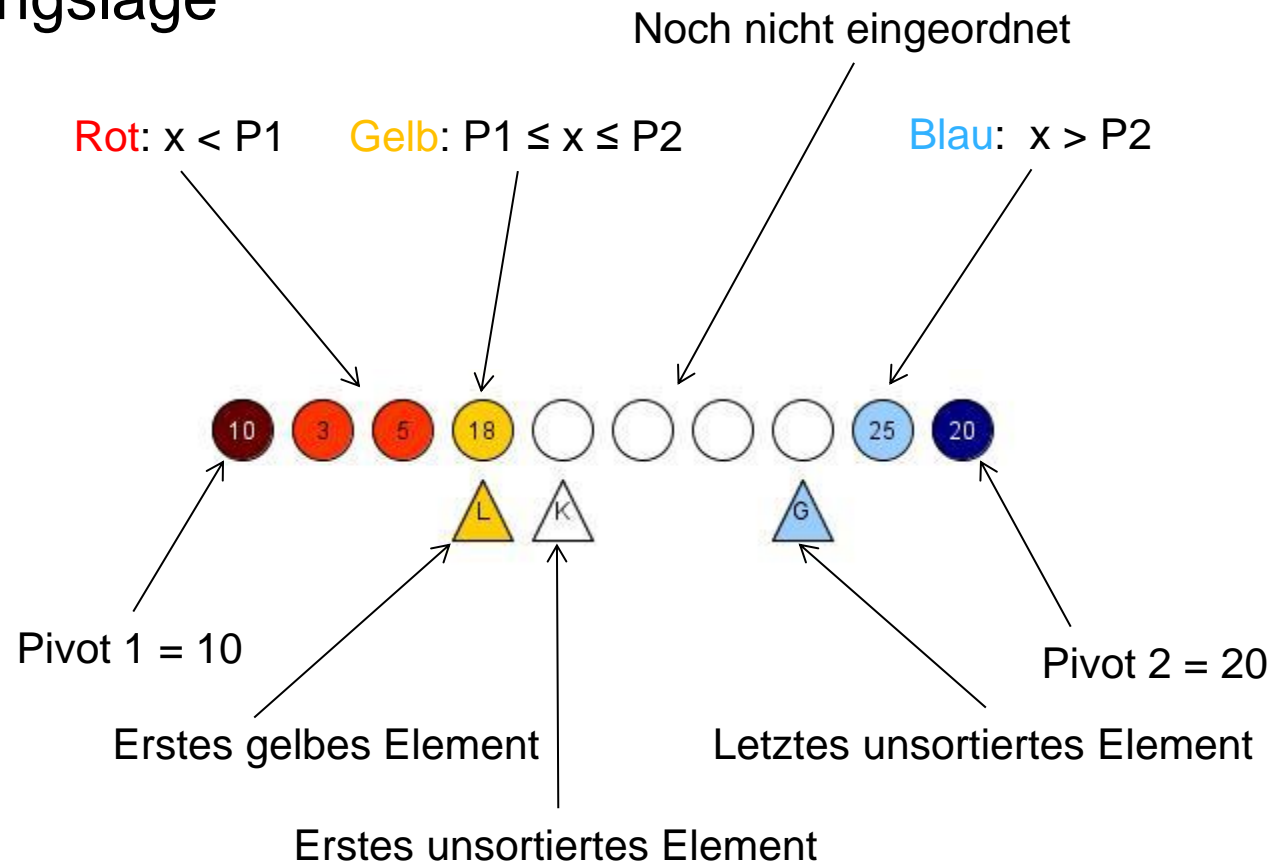 ngslage
Noch nicht eingeordnet
Rot: x < P1
Gelb: P1 ≤ x ≤ P2
Blau: x > P2
10 3 5 18 25 20
L K G
Pivot 1 = 10
Pivot 2 = 20
Erstes gelbes Element
Letztes unsortiertes Element
Erstes unsortiertes Element